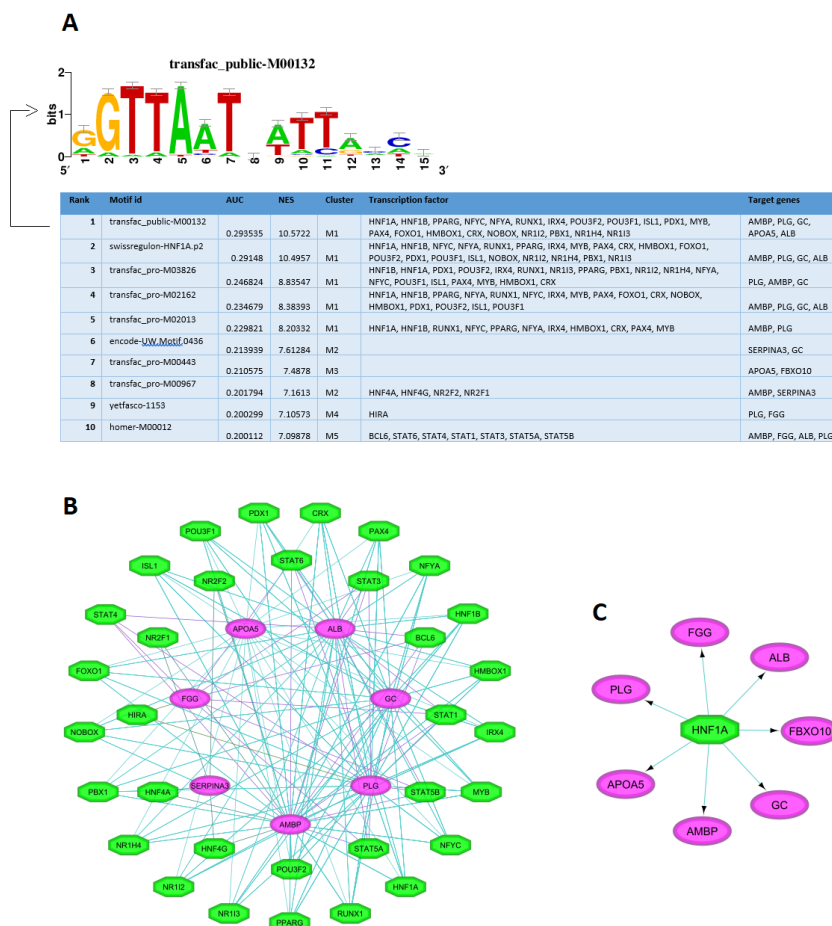 A
transfac_public-M00132
2
bits
1
0
5′ 1 2 3 4 5 6 7 8 9 10 11 12 13 14 15 3′
Rank Motif id AUC NES Cluster Transcription factor Target genes
1 transfac_public-M00132 0.293535 10.5722 M1 HNF1A, HNF1B, PPARG, NFYC, NFYA, RUNX1, IRX4, POU3F2, POU3F1, ISL1, PDX1, MYB, AMBP, PLG, GC,
PAX4, FOXO1, HMBOX1, CRX, NOBOX, NR1I2, PBX1, NR1H4, NR1I3 APOA5, ALB
2 swissregulon-HNF1A.p2 0.29148 10.4957 M1 HNF1A, HNF1B, NFYC, NFYA, RUNX1, PPARG, IRX4, MYB, PAX4, CRX, HMBOX1, FOXO1,
POU3F2, PDX1, POU3F1, ISL1, NOBOX, NR1I2, NR1H4, PBX1, NR1I3 AMBP, PLG, GC, ALB
3 transfac_pro-M03826 0.246824 8.83547 M1 HNF1B, HNF1A, PDX1, POU3F2, IRX4, RUNX1, NR1I3, PPARG, PBX1, NR1I2, NR1H4, NFYA,
NFYC, POU3F1, ISL1, PAX4, MYB, HMBOX1, CRX PLG, AMBP, GC
4 transfac_pro-M02162 0.234679 8.38393 M1 HNF1A, HNF1B, PPARG, NFYA, RUNX1, NFYC, IRX4, MYB, PAX4, FOXO1, CRX, NOBOX,
HMBOX1, PDX1, POU3F2, ISL1, POU3F1 AMBP, PLG, GC, ALB
5 transfac_pro-M02013 0.229821 8.20332 M1 HNF1A, HNF1B, RUNX1, NFYC, PPARG, NFYA, IRX4, HMBOX1, CRX, PAX4, MYB AMBP, PLG
6 encode-UW.Motif.0436 0.213939 7.61284 M2 SERPINA3, GC
7 transfac_pro-M00443 0.210575 7.4878 M3 APOA5, FBXO10
8 transfac_pro-M00967 0.201794 7.1613 M2 HNF4A, HNF4G, NR2F2, NR2F1 AMBP, SERPINA3
9 yetfasco-1153 0.200299 7.10573 M4 HIRA PLG, FGG
10 homer-M00012 0.200112 7.09878 M5 BCL6, STAT6, STAT4, STAT1, STAT3, STAT5A, STAT5B AMBP, FGG, ALB, PLG
B
PDX1 CRX
POU3F1 PAX4
STAT6
ISL1 NR2F2 STAT3 NFYA
STAT4 HNF1B
APOA5 ALB
NR2F1 BCL6
FOXO1 HMBOX1
FGG GC
HIRA STAT1
NOBOX IRX4
SERPINA3 PLG
PBX1 HNF4A STAT5B MYB
AMBP
NR1H4 HNF4G STAT5A NFYC
POU3F2
NR1I2 HNF1A
NR1I3 RUNX1
PPARG
C
FGG
ALB
PLG
HNF1A FBXO10
APOA5
GC
AMBP